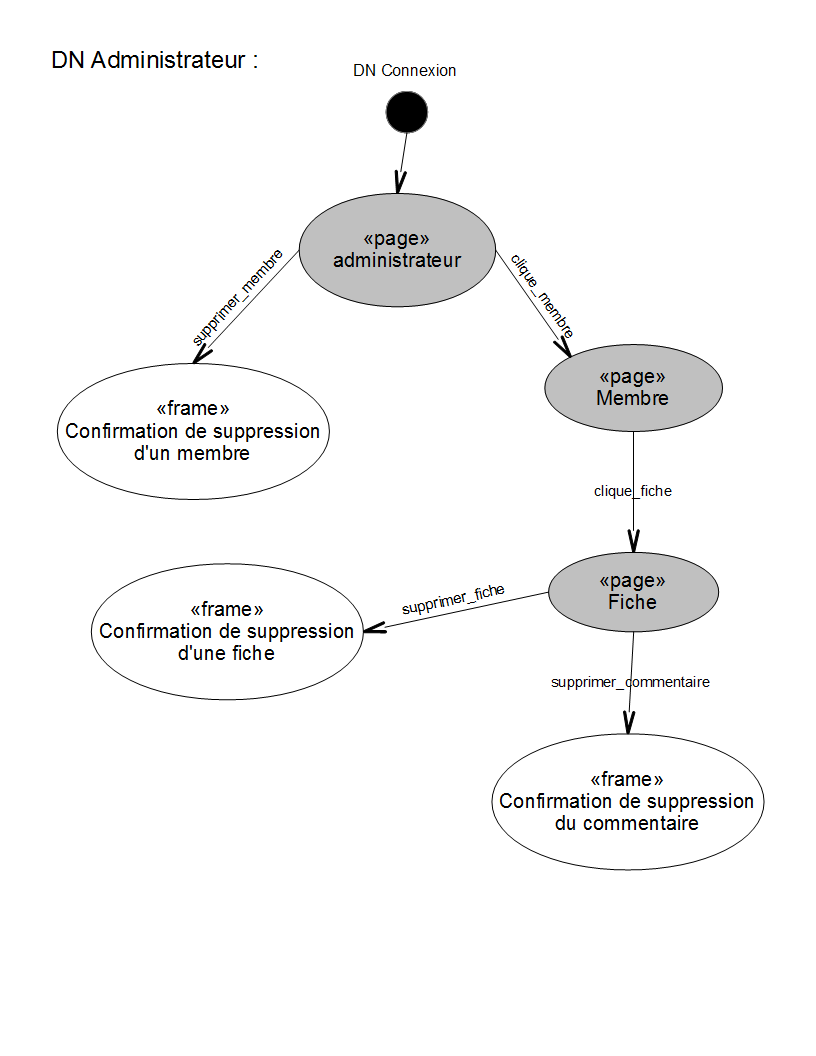 DN Administrateur :
DN Connexion
«page»
administrateur
supprimer_membre
clique_membre
«page»
Membre
«frame»
Confirmation de suppression
d'un membre
clique_fiche
«page»
Fiche
supprimer_fiche
«frame»
Confirmation de suppression
d'une fiche
supprimer_commentaire
«frame»
Confirmation de suppression
du commentaire